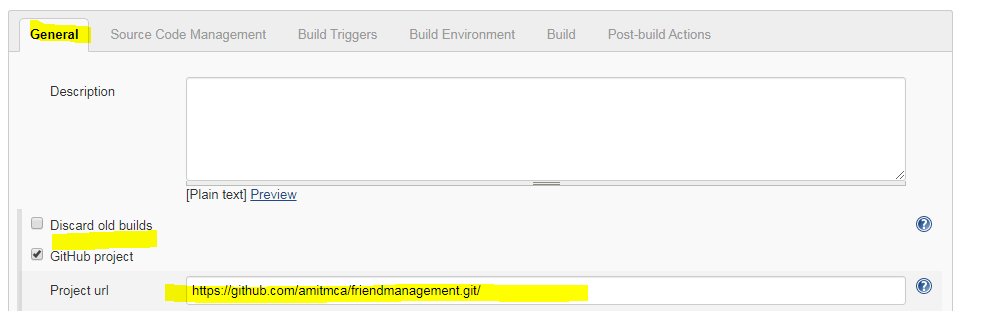 General Source Code Management Build Triggers Build Environment Build Post-build Actions
Description
[Plain text] Preview
Discard old builds
GitHub project
Project url https://github.com/amitmca/friendmanagement.git/